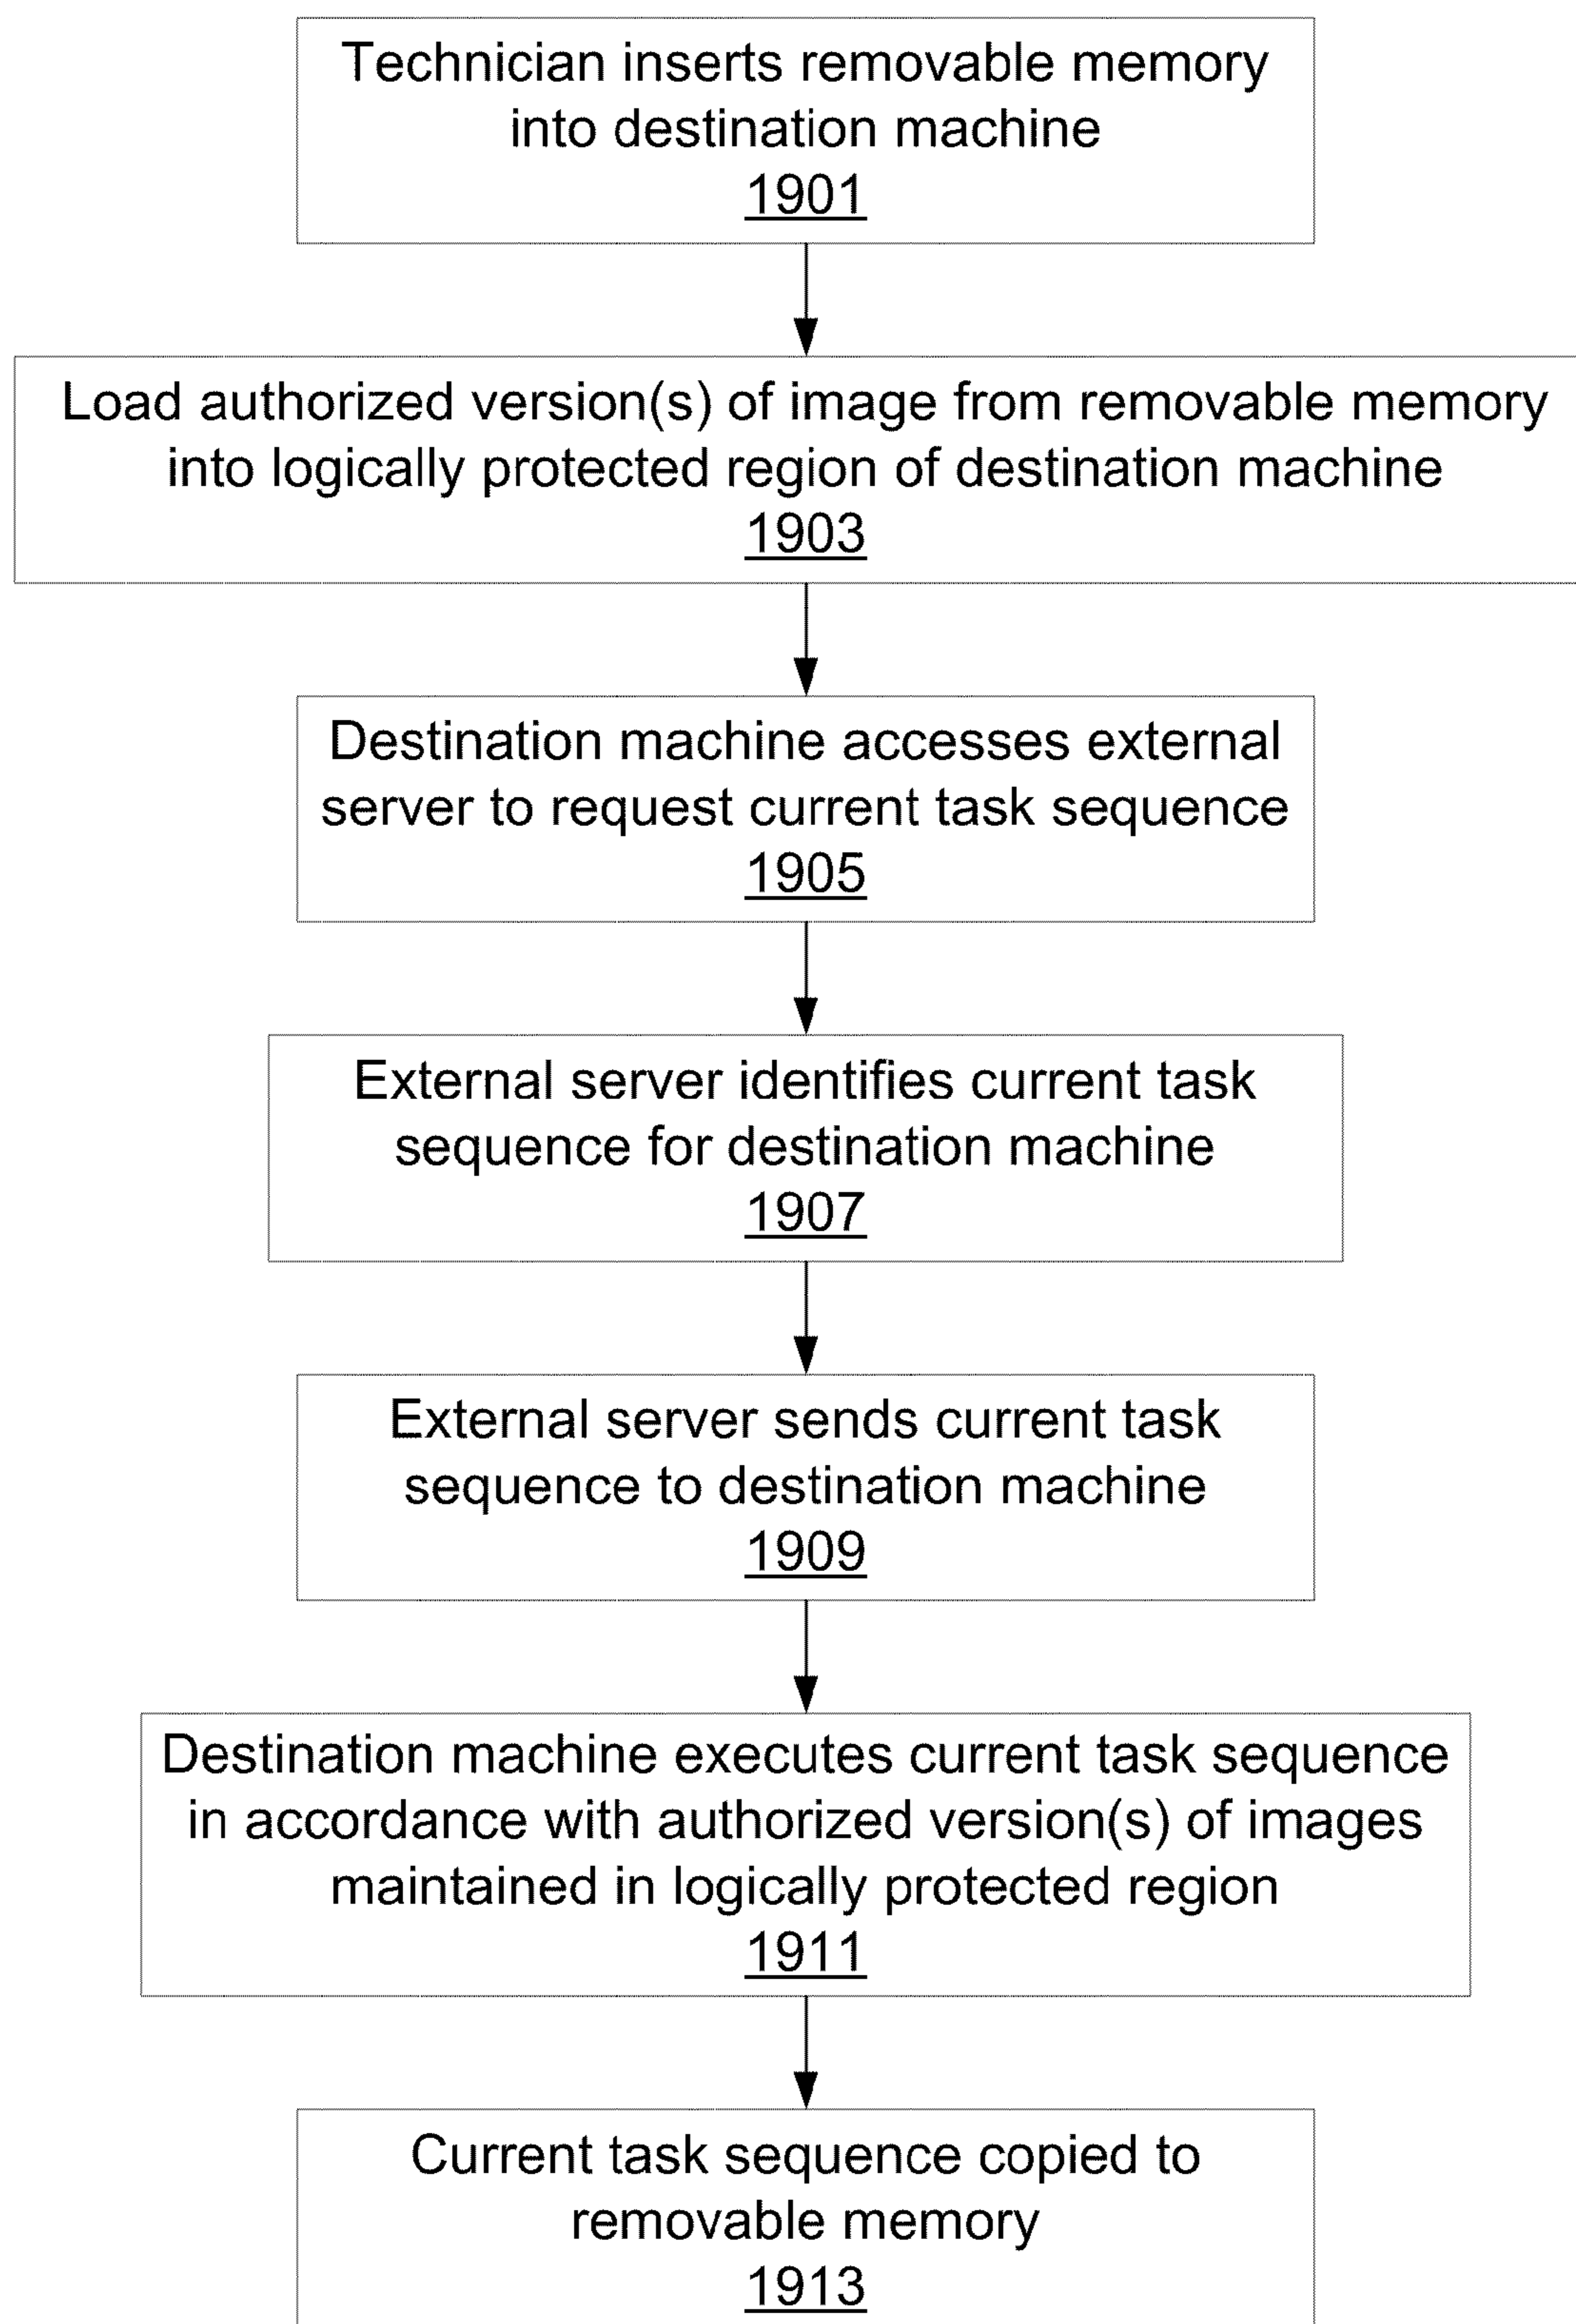 Technician inserts removable memory
into destination machine
1901
Load authorized version(s) of image from removable memory
into logically protected region of destination machine
1903
Destination machine accesses external
server to request current task sequence
1905
External server identifies current task
sequence for destination machine
1907
External server sends current task
sequence to destination machine
1909
Destination machine executes current task sequence
in accordance with authorized version(s) of images
maintained in logically protected region
1911
Current task sequence copied to
removable memory
1913